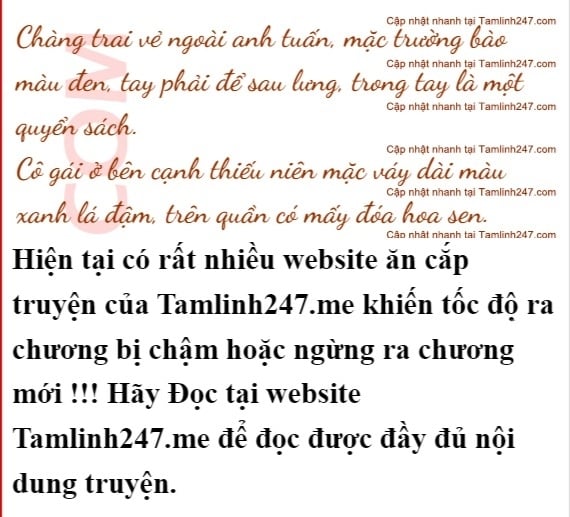 Cập nhật nhanh tại Tamlinh247.com
Chàng trai vẻ ngoài anh tuấn, mặc trường bào
Cập nhật nhanh tại Tamlinh247.com
màu đen, tay phải để sau lưng, trong tay là một
Cập nhật nhanh tại Tamlinh247.com
quyển sách.
Cập nhật nhanh tại Tamlinh247.com
Cô gái ở bên cạnh thiếu niên mặc váy dài màu
Cập nhật nhanh tại Tamlinh247.com
xanh lá đậm, trên quần có mấy đóa hoa sen.
Cập nhật nhanh tại Tamlinh247.com
COM
Hiện tại có rất nhiều website ăn cắp
truyện của Tamlinh247.me khiến tốc độ ra
chương bị chậm hoặc ngừng ra chương
mới !!! Hãy Đọc tại website
Tamlinh247.me để đọc được đầy đủ nội
dung truyện.